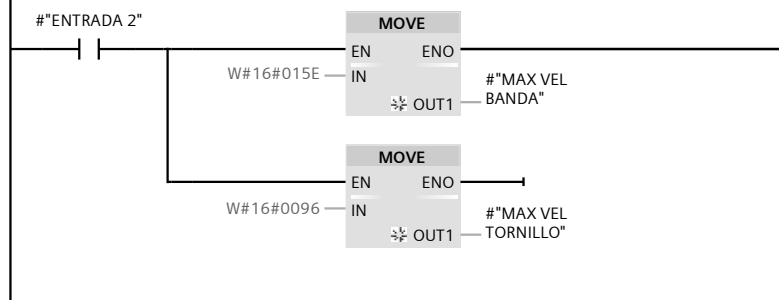 #"ENTRADA 2"
MOVE
EN
ENO
W#16#015E
IN
OUT1
#"MAX VEL
BANDA"
MOVE
EN
ENO
W#16#0096
IN
OUT1
#"MAX VEL
TORNILLO"